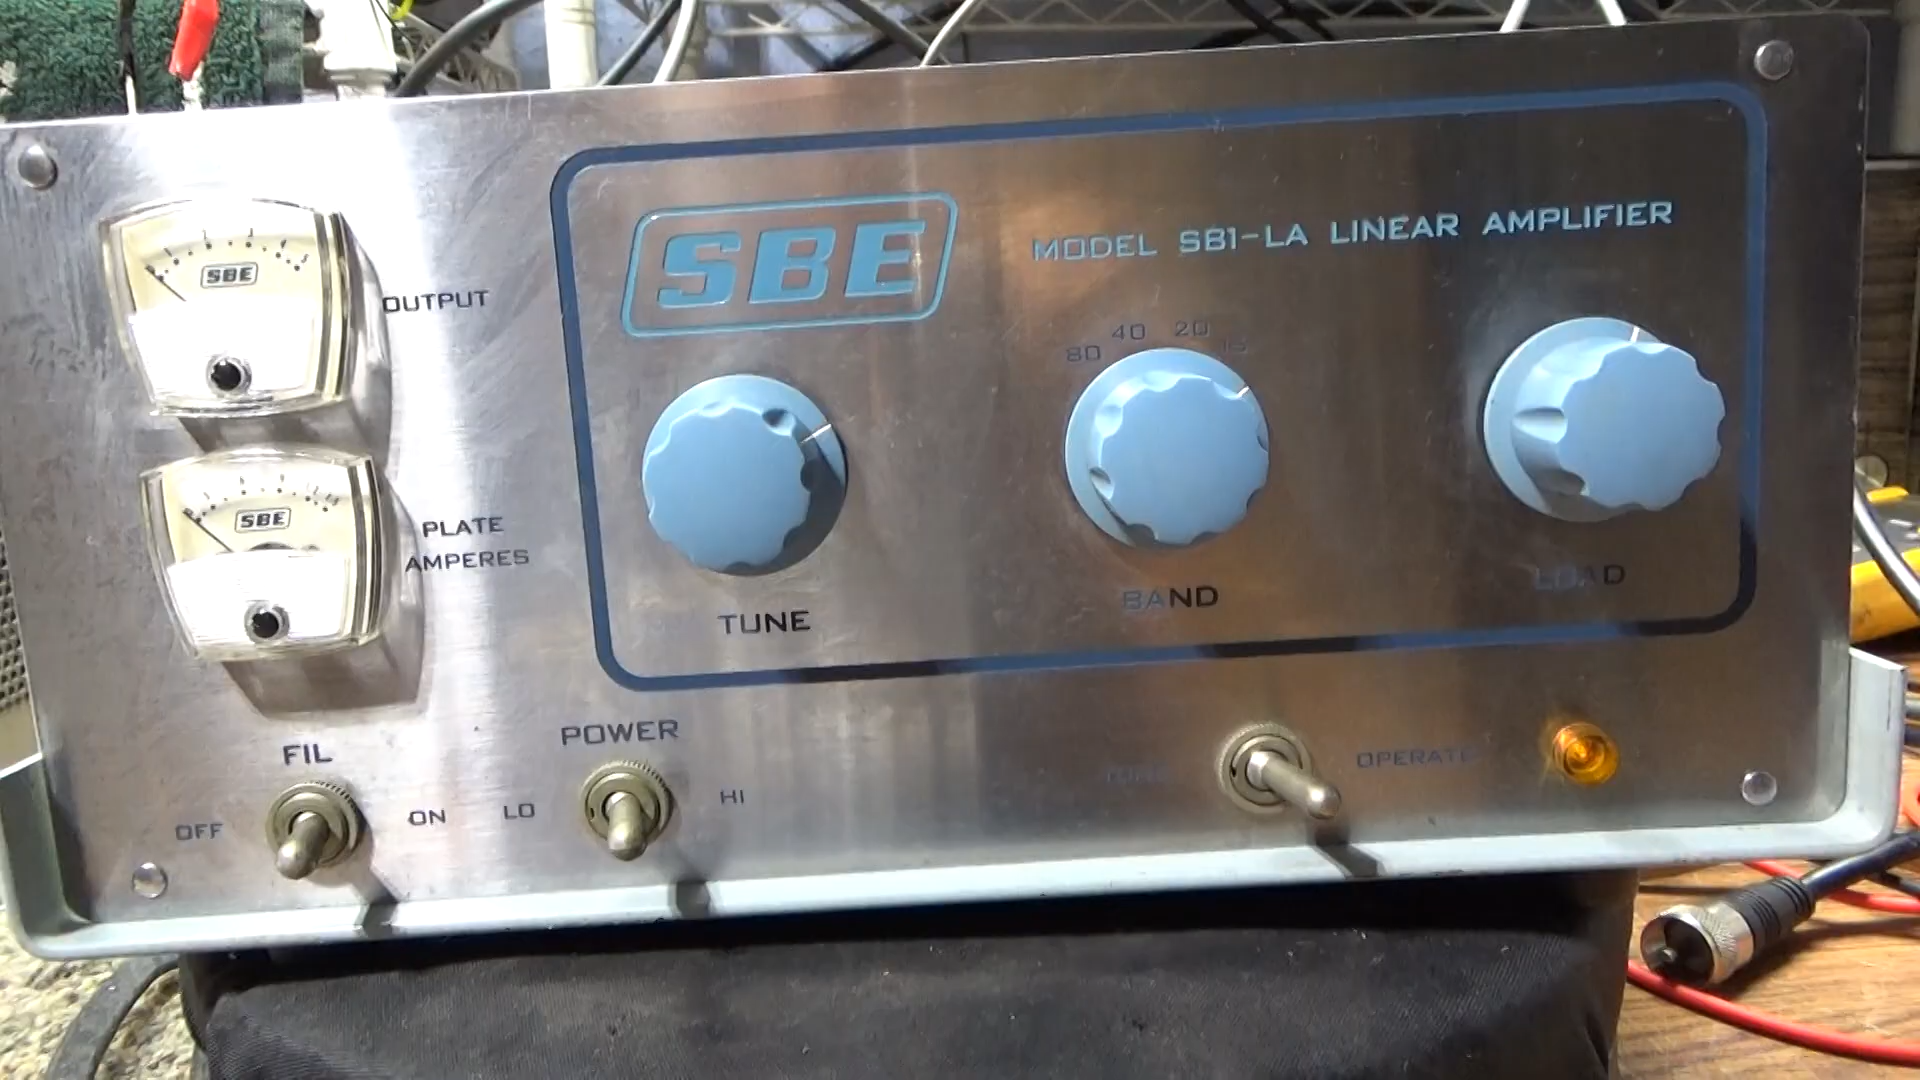 SBE
MODEL SB1-LA LINEAR AMPLIFIER
SBE
OUTPUT
80 40 20 15
SBE
PLATE
AMPERES
TUNE
BAND
LOAD
FIL
OFF
ON
POWER
LO
HI
TUNE
OPERATE